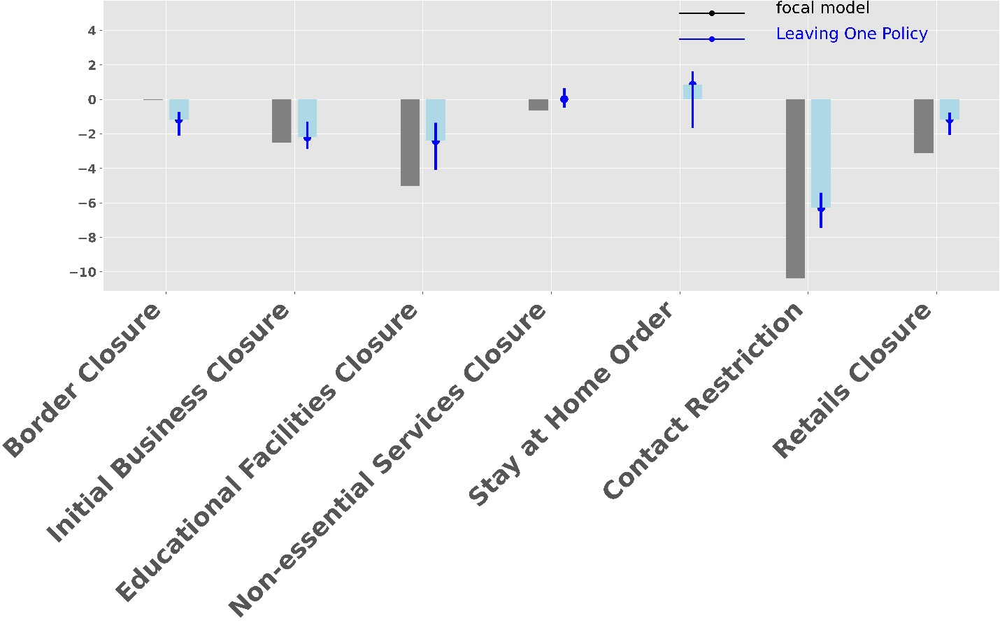 focal model
Leaving One Policy
4
2
0
−2
−4
−6
−8
−10
Border Closure
Initial Business Closure
Educational Facilities Closure
Non-essential Services Closure
Stay at Home Order
Contact Restriction
Retails Closure